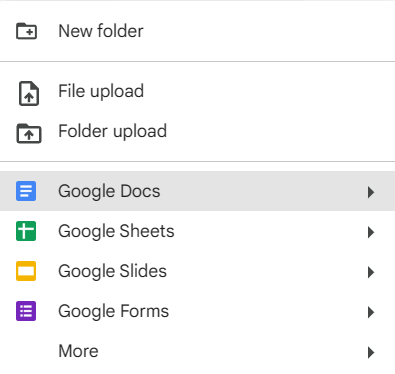 New folder
File upload
Folder upload
Google Docs
Google Sheets
Google Slides
Google Forms
More